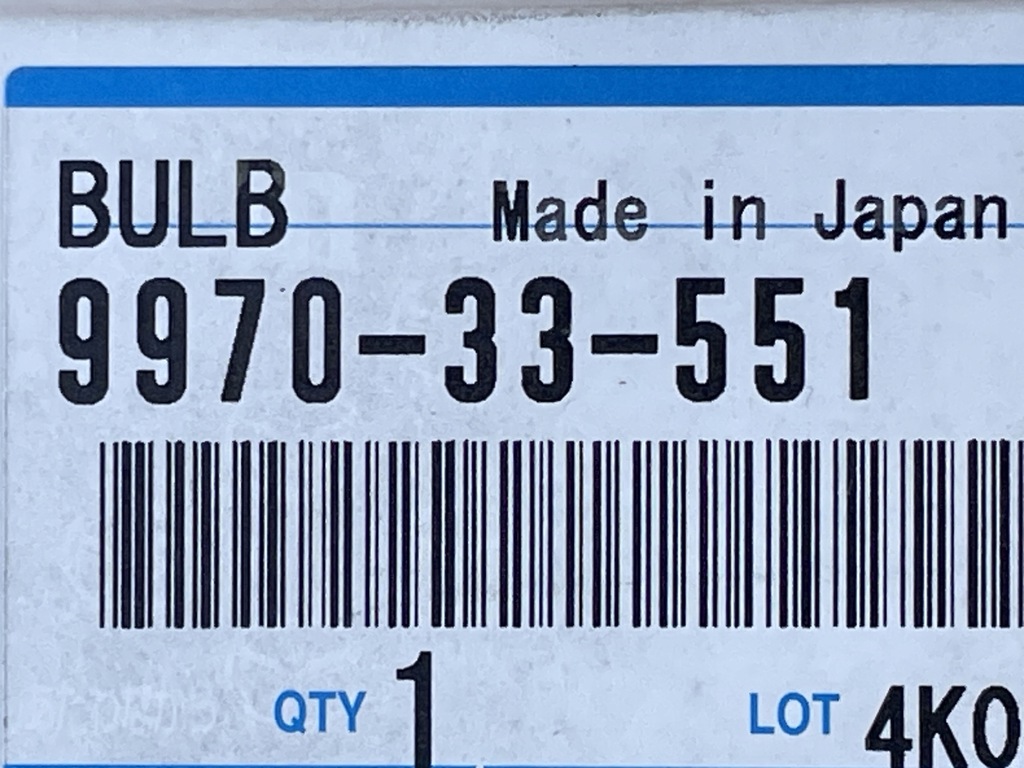 BULB Made in Japan
9970-33-551
QTY 1 LOT 4K0